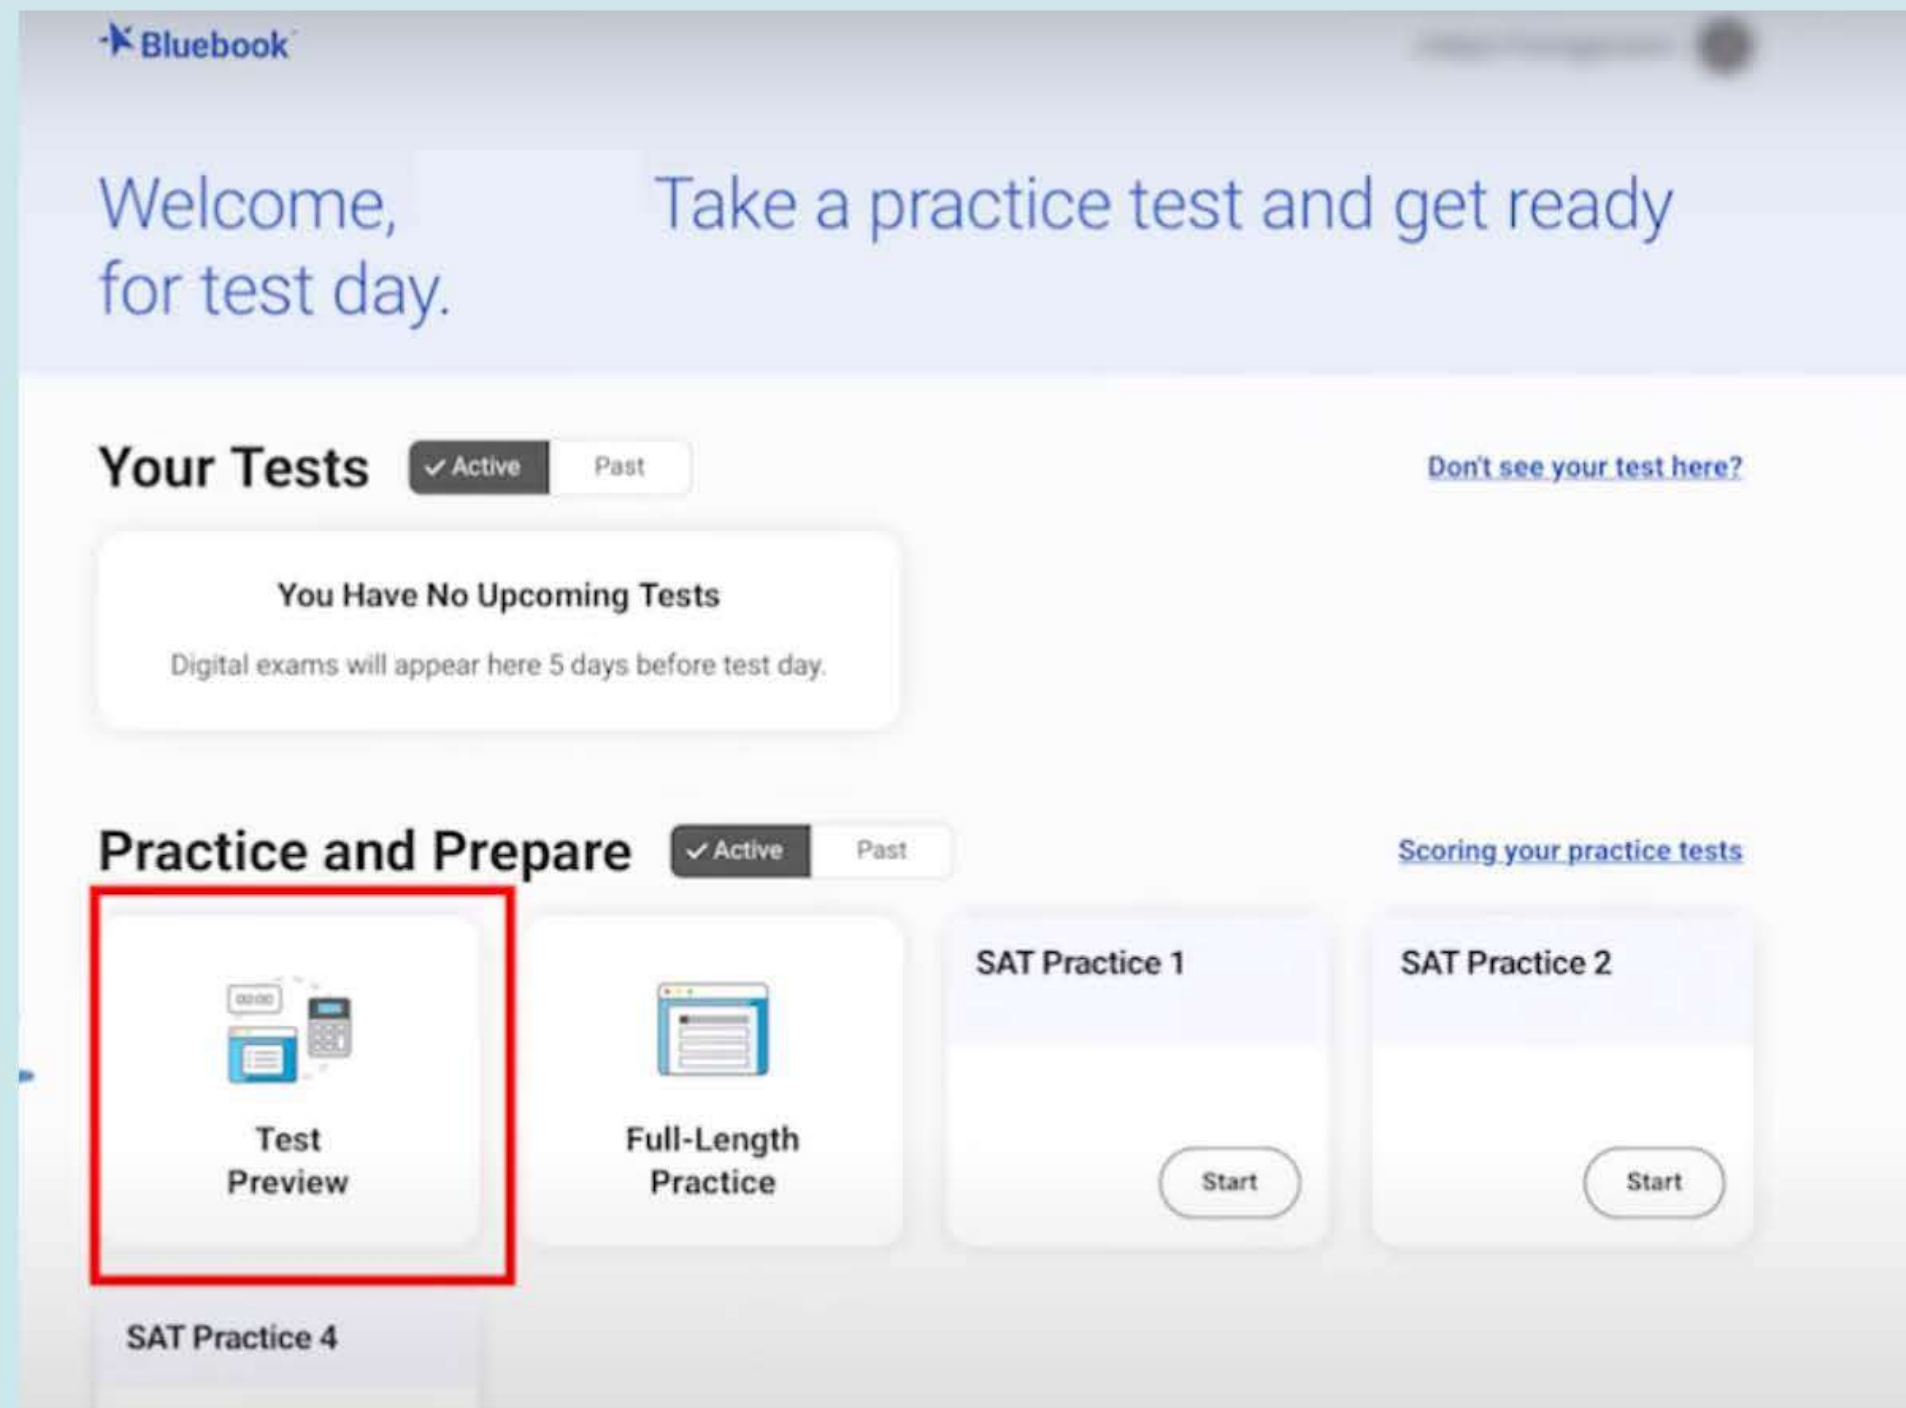 Bluebook
Welcome, Take a practice test and get ready
for test day.
Your Tests
Active
Past
Don't see your test here?
You Have No Upcoming Tests
Digital exams will appear here 5 days before test day.
Practice and Prepare
Active
Past
Scoring your practice tests
00:00
Test
Preview
Full-Length
Practice
SAT Practice 1
Start
SAT Practice 2
Start
SAT Practice 4